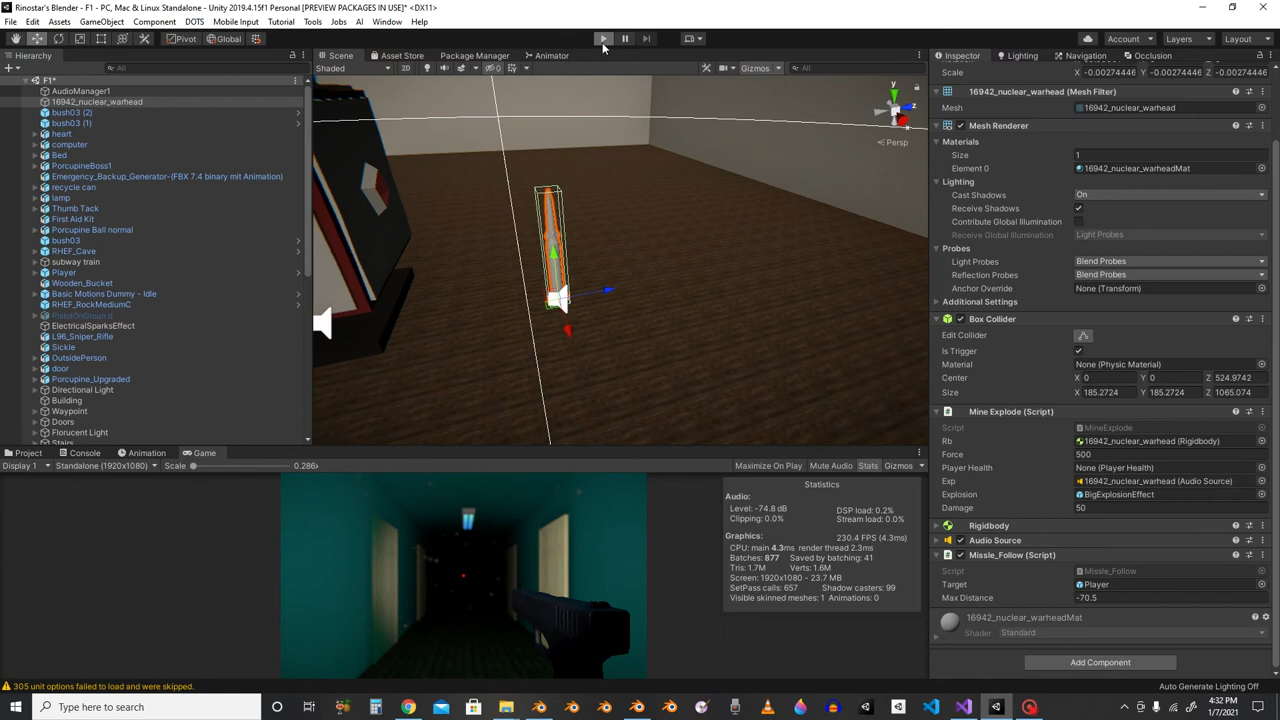 Rinostar's Blender - F1 - PC, Mac & Linux Standalone - Unity 2019.4.15f1 Personal [PREVIEW PACKAGES IN USE]* <DX11>
File Edit Assets GameObject Component DOTS Mobile Input Tutorial Tools Jobs AI Window Help
Pivot Global Account Layers Layout
Hierarchy Scene Asset Store Package Manager Animator Inspector Lighting Navigation Occlusion
All Shaded 2D 0 Gizmos All
F1*
AudioManager1
16942_nuclear_warhead
bush03 (2)
bush03 (1)
heart
computer
Bed
PorcupineBoss1
Emergency_Backup_Generator-(FBX 7.4 binary mit Animation)
recycle can
lamp
Thumb Tack
First Aid Kit
Porcupine Ball normal
bush03
RHEF_Cave
subway train
Player
Wooden_Bucket
Basic Motions Dummy - Idle
RHEF_RockMediumC
PistolOnGround
ElectricalSparksEffect
L96_Sniper_Rifle
Sickle
OutsidePerson
door
Porcupine_Upgraded
Directional Light
Building
Waypoint
Doors
Florucent Light
Stairs
y
z
x
Persp
Scale X -0.00274446 Y -0.00274446 Z -0.00274446
16942_nuclear_warhead (Mesh Filter)
Mesh 16942_nuclear_warhead
Mesh Renderer
Materials
Size 1
Element 0 16942_nuclear_warheadMat
Lighting
Cast Shadows On
Receive Shadows
Contribute Global Illumination
Receive Global Illumination Light Probes
Probes
Light Probes Blend Probes
Reflection Probes Blend Probes
Anchor Override None (Transform)
Additional Settings
Box Collider
Edit Collider
Is Trigger
Material None (Physic Material)
Center X 0 Y 0 Z 524.9742
Size X 185.2724 Y 185.2724 Z 1065.074
Mine Explode (Script)
Script MineExplode
Rb 16942_nuclear_warhead (Rigidbody)
Force 500
Player Health None (Player Health)
Exp 16942_nuclear_warhead (Audio Source)
Explosion BigExplosionEffect
Damage 50
Rigidbody
Audio Source
Missle_Follow (Script)
Script Missle_Follow
Target Player
Max Distance -70.5
16942_nuclear_warheadMat
Shader Standard
Add Component
Auto Generate Lighting Off
Project Console Animation Game
Display 1 Standalone (1920x1080) Scale 0.286x Maximize On Play Mute Audio Stats Gizmos
Statistics
Audio:
Level: -74.8 dB DSP load: 0.2%
Clipping: 0.0% Stream load: 0.0%
Graphics: 230.4 FPS (4.3ms)
CPU: main 4.3ms render thread 2.3ms
Batches: 877 Saved by batching: 41
Tris: 1.7M Verts: 1.6M
Screen: 1920x1080 - 23.7 MB
SetPass calls: 657 Shadow casters: 99
Visible skinned meshes: 1 Animations: 0
305 unit options failed to load and were skipped.
Type here to search
4:32 PM
1/7/2021